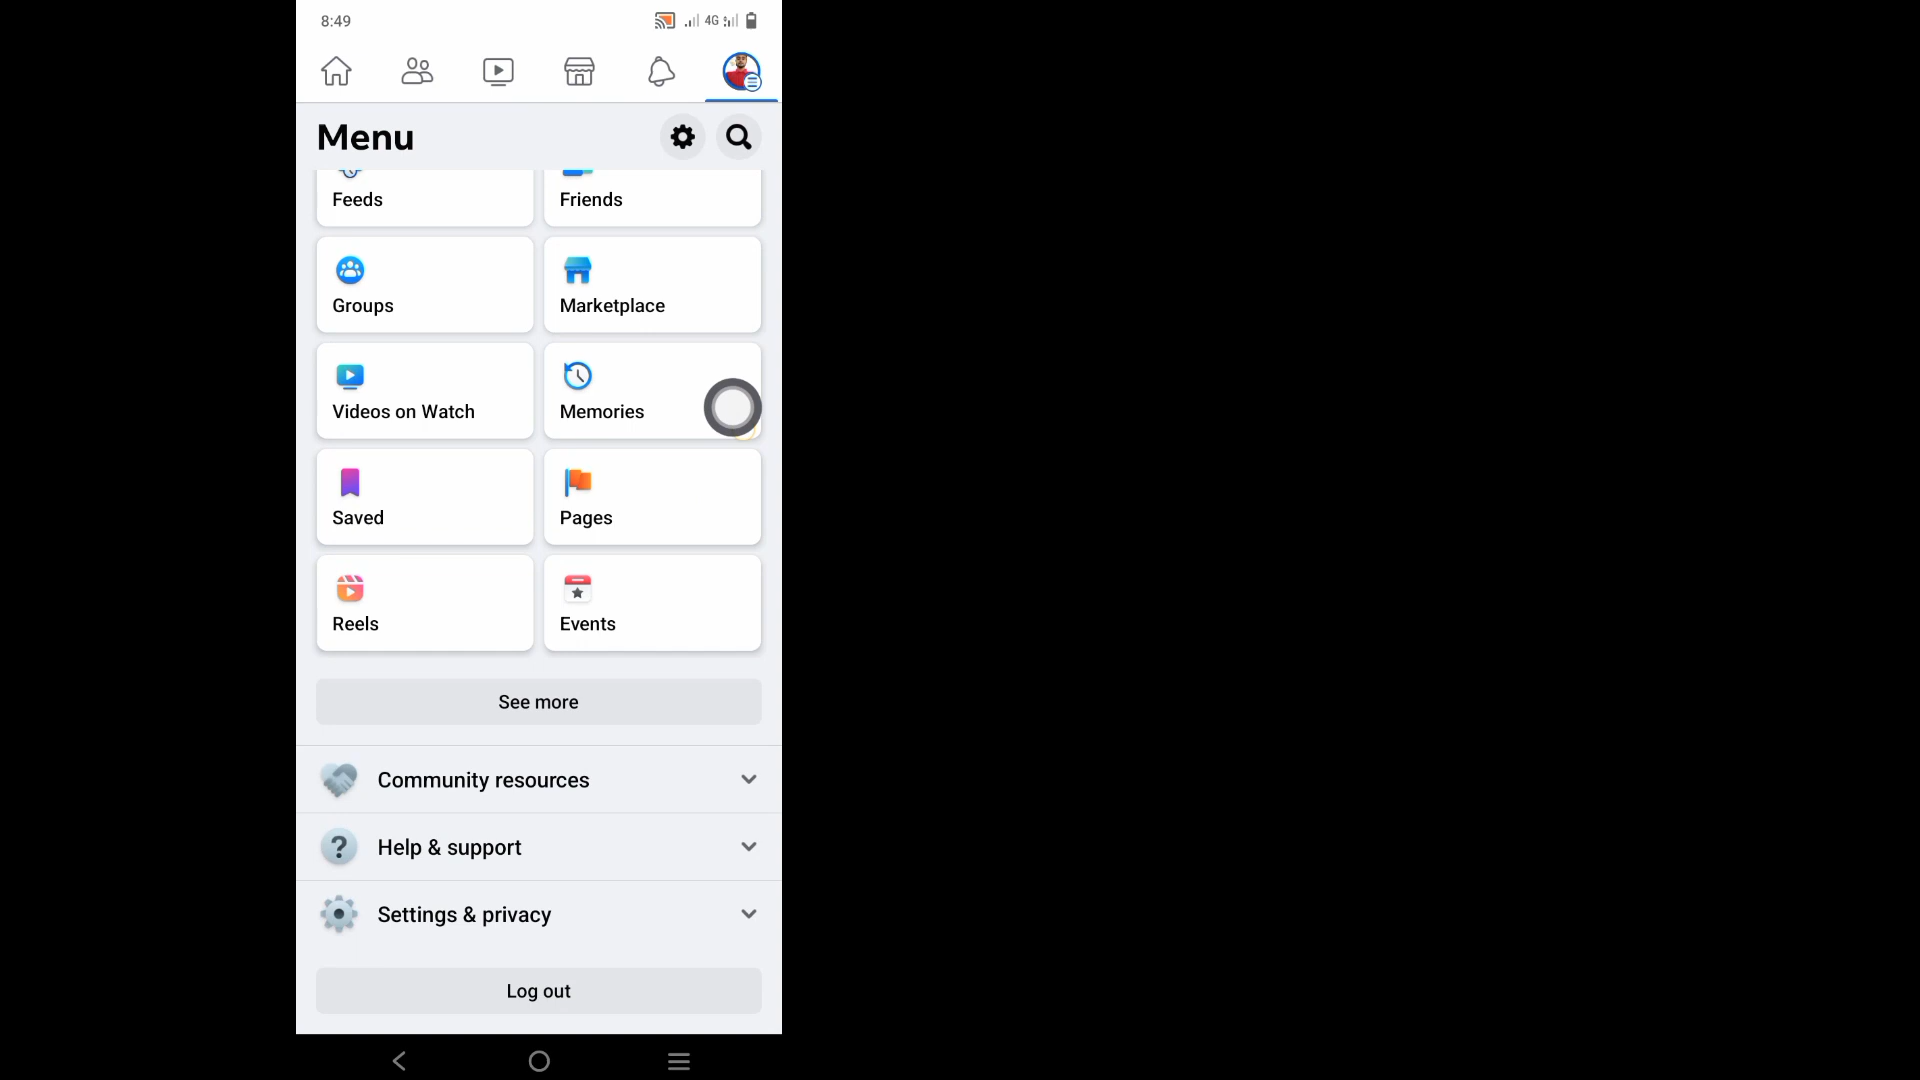 8:49
4G
Menu
Feeds
Friends
Groups
Marketplace
Videos on Watch
Memories
Saved
Pages
Reels
Events
See more
Community resources
Help & support
Settings & privacy
Log out